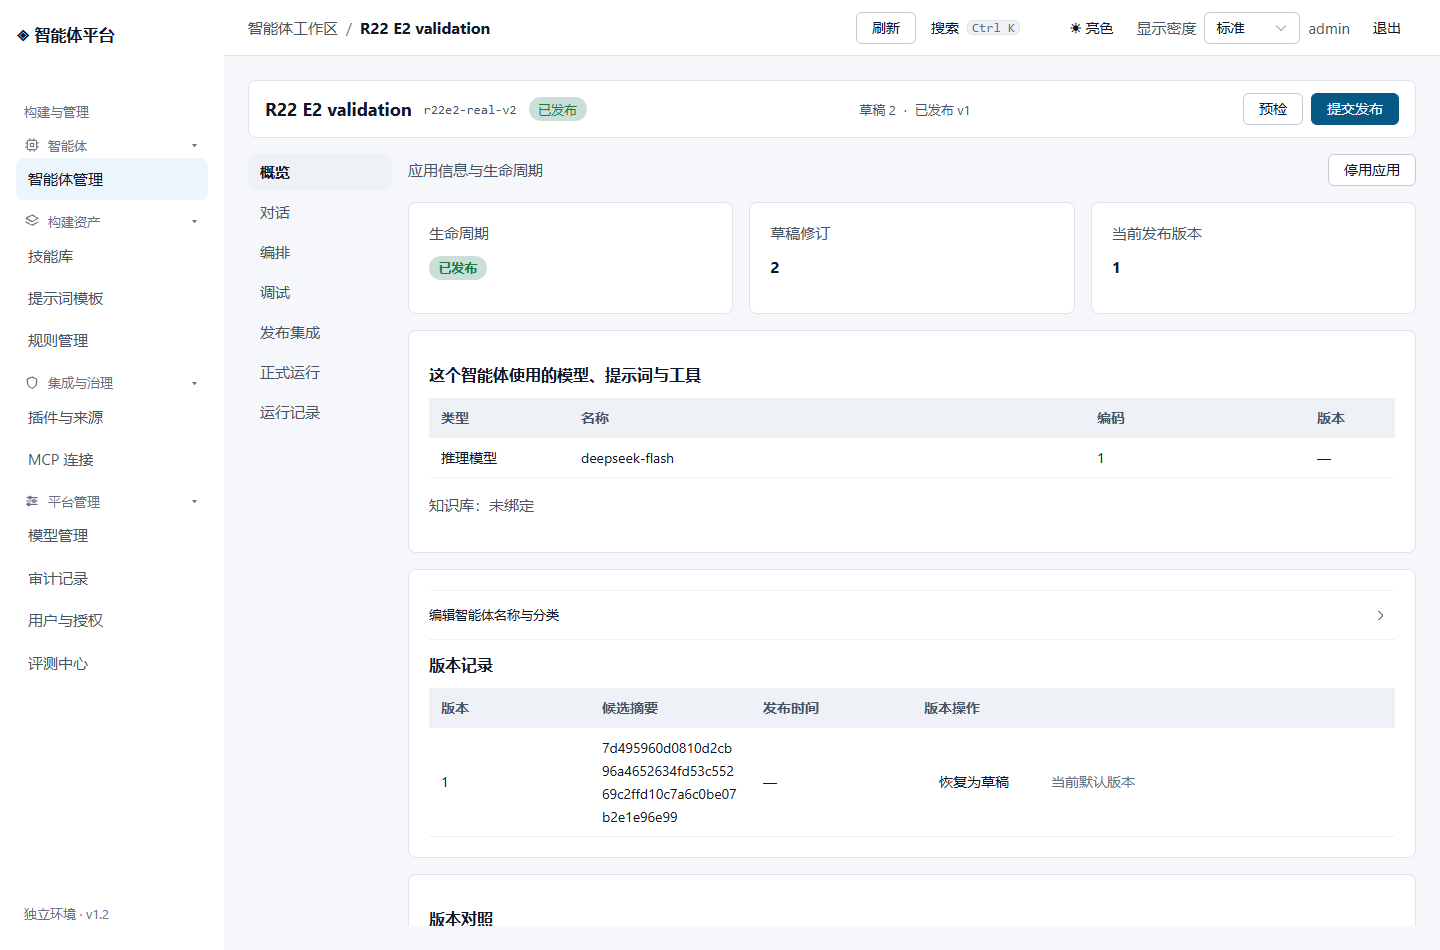 智能体平台
智能体工作区 / R22 E2 validation
刷新 搜索 Ctrl K 亮色 显示密度 标准 admin 退出
构建与管理
智能体
智能体管理
构建资产
技能库
提示词模板
规则管理
集成与治理
插件与来源
MCP 连接
平台管理
模型管理
审计记录
用户与授权
评测中心
独立环境 · v1.2
R22 E2 validation r22e2-real-v2 已发布 草稿 2 · 已发布 v1 预检 提交发布
概览
对话
编排
调试
发布集成
正式运行
运行记录
应用信息与生命周期 停用应用
生命周期 草稿修订 当前发布版本
已发布 2 1
这个智能体使用的模型、提示词与工具
类型 名称 编码 版本
推理模型 deepseek-flash 1 —
知识库：未绑定
编辑智能体名称与分类
版本记录
版本 候选摘要 发布时间 版本操作
7d495960d0810d2cb
96a4652634fd53c552
69c2ffd10c7a6c0be07
b2e1e96e99
1 — 恢复为草稿 当前默认版本
版本对照